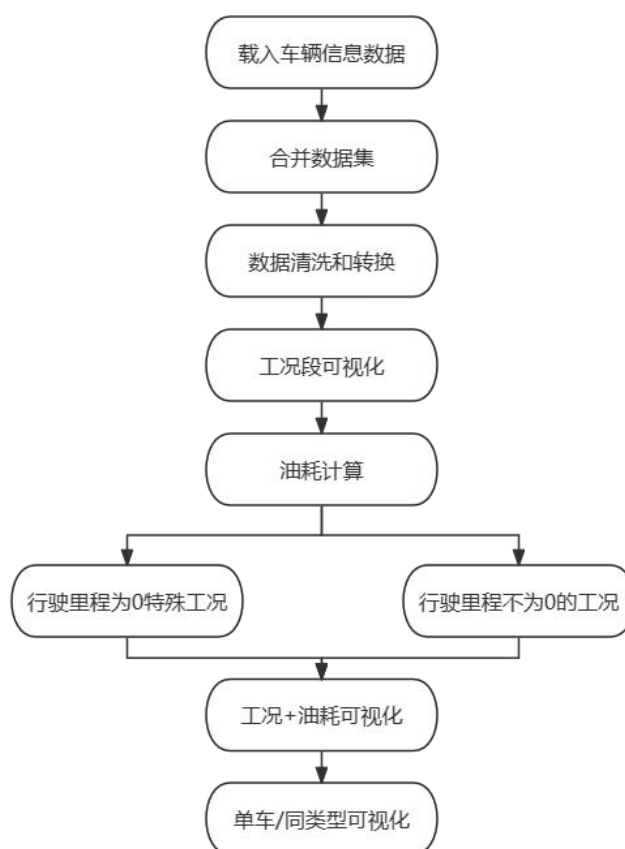 载入车辆信息数据
合并数据集
数据清洗和转换
工况段可视化
油耗计算
行驶里程为0特殊工况
行驶里程不为0的工况
工况+油耗可视化
单车/同类型可视化